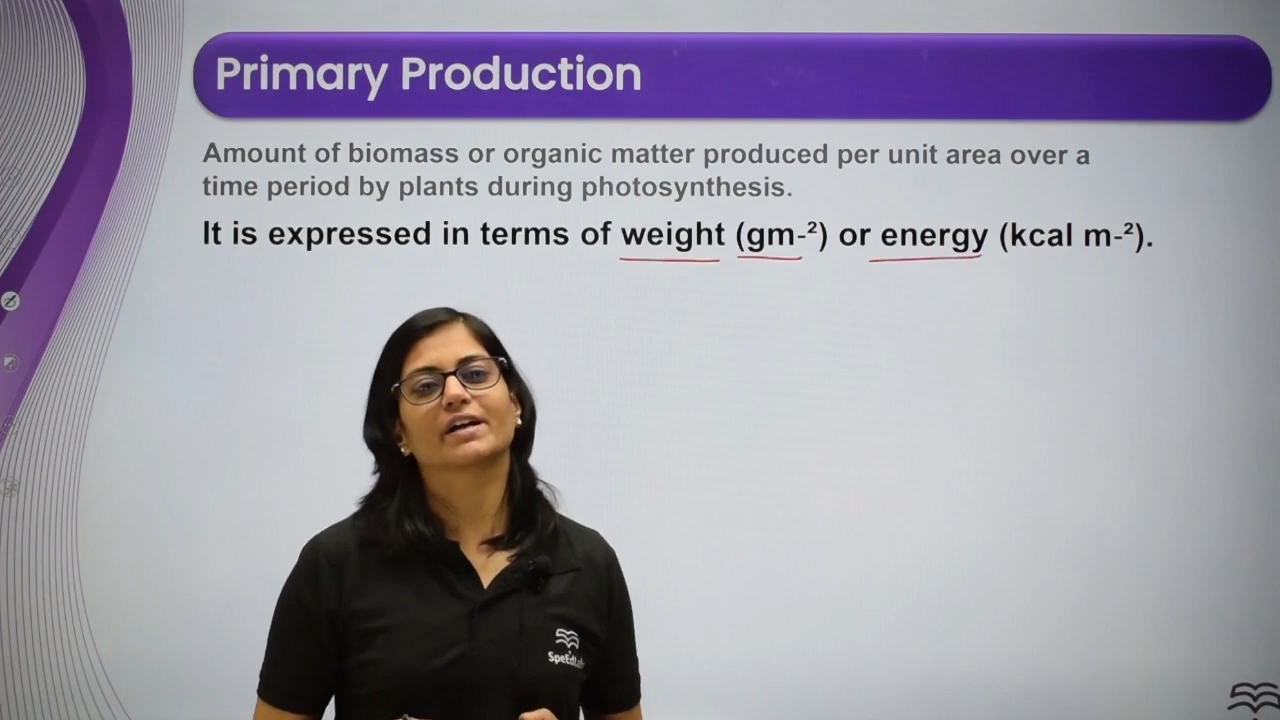 Primary Production
Amount of biomass or organic matter produced per unit area over a
time period by plants during photosynthesis.
It is expressed in terms of weight (gm-²) or energy (kcal m-²).